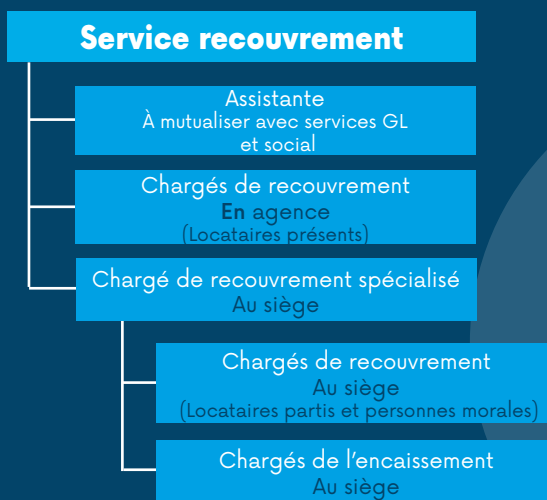 Service recouvrement
Assistante
À mutualiser avec services GL
et social
Chargés de recouvrement
En agence
(Locataires présents)
Chargé de recouvrement spécialisé
Au siège
Chargés de recouvrement
Au siège
(Locataires partis et personnes morales)
Chargés de l'encaissement
Au siège